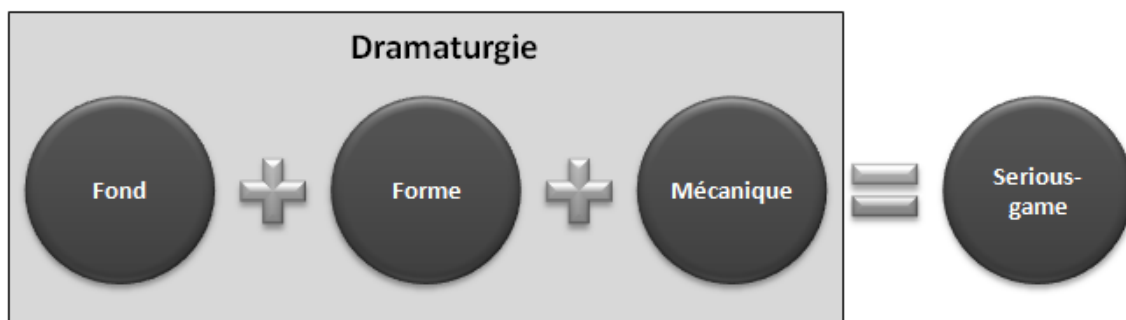 Dramaturgie
Fond
Forme
Mécanique
Serious-
game